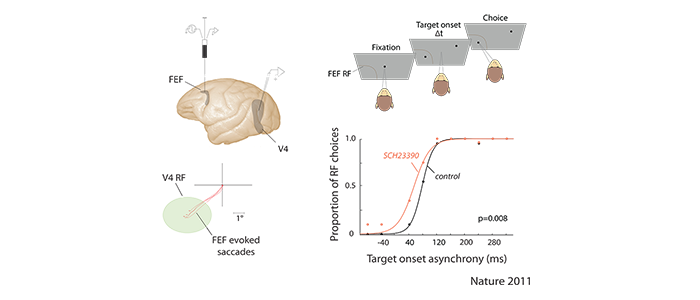 FEF
V4
V4 RF
1°
FEF evoked
saccades
Choice
Target onset
Δt
Fixation
FEF RF
Proportion of RF choices
1.0
0.5
0
SCH23390
control
p=0.008
-40
40
120
200
280
Target onset asynchrony (ms)
Nature 2011